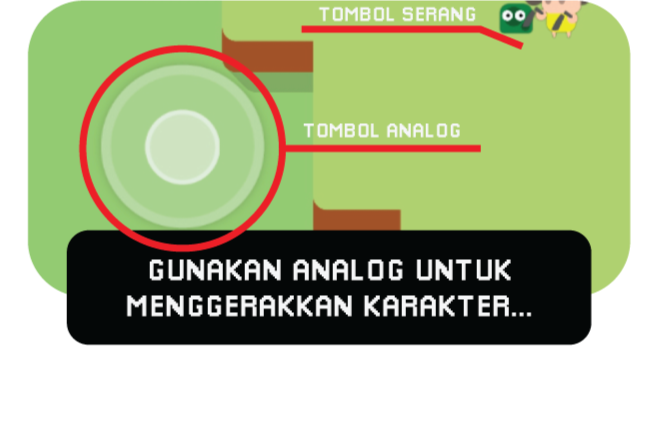 TOMBOL SERANG
TOMBOL ANALOG
GUNAKAN ANALOG UNTUK
MENGGERAKKAN KARAKTER...